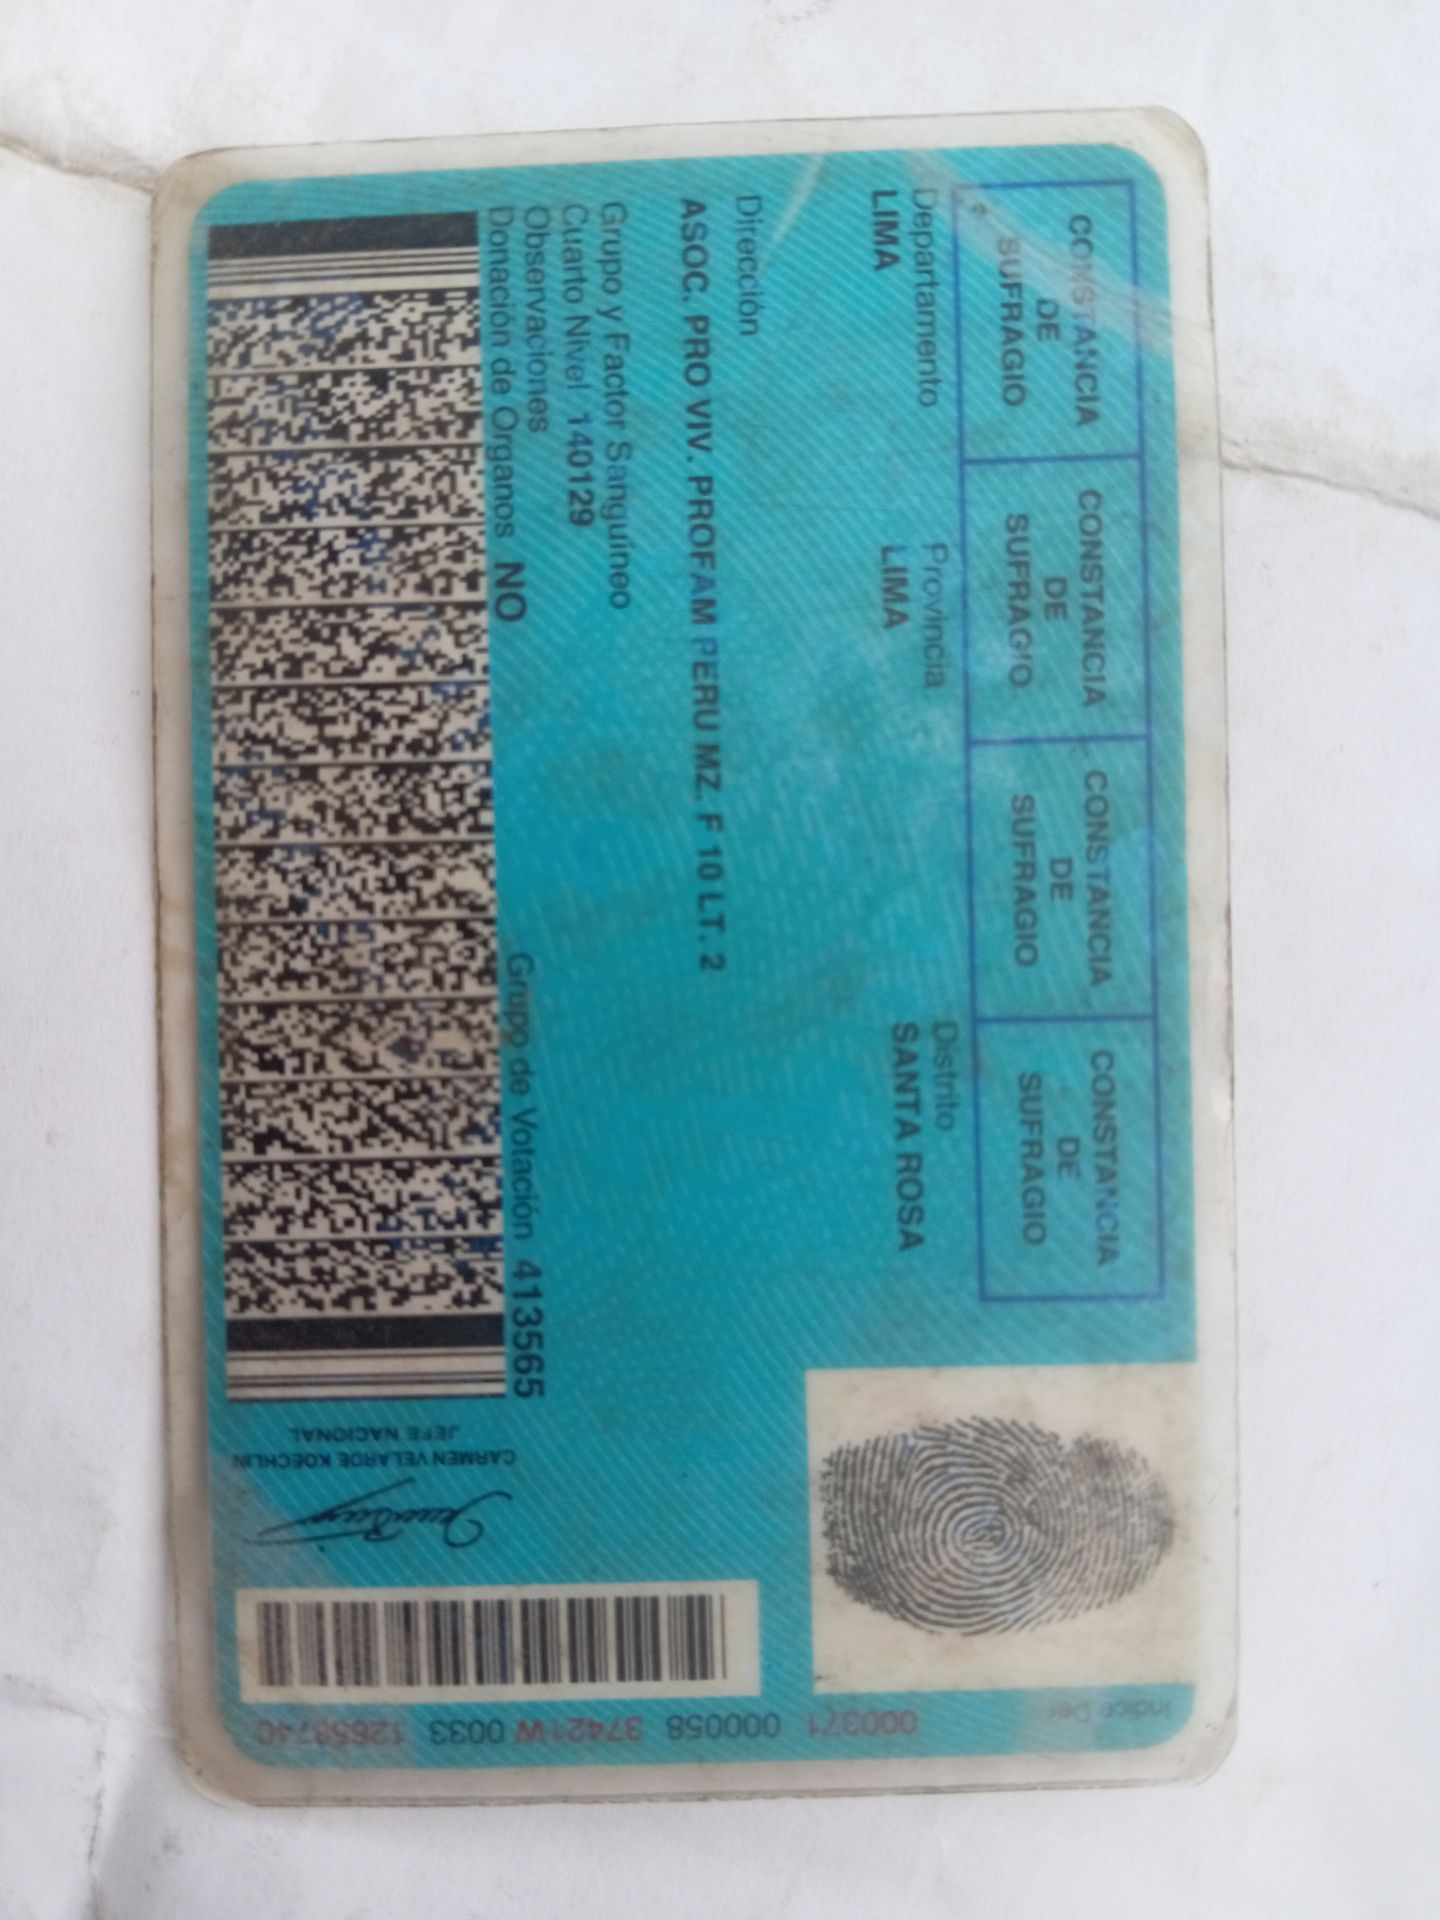 CONSTANCIA
DE
SUFRAGIO
CONSTANCIA
DE
SUFRAGIO
CONSTANCIA
DE
SUFRAGIO
CONSTANCIA
DE
SUFRAGIO
Departamento Provincia Distrito
LIMA LIMA SANTA ROSA
Dirección
ASOC. PRO VIV. PROFAM PERU MZ. F 10 LT. 2
Grupo y Factor Sanguíneo
Cuarto Nivel 140129
Observaciones
Donación de Organos NO Grupo de Votación 413565
Indice Der.
CARMEN VELARDE KOECHLIN
JEFE NACIONAL
000371 000058 37421W 0033